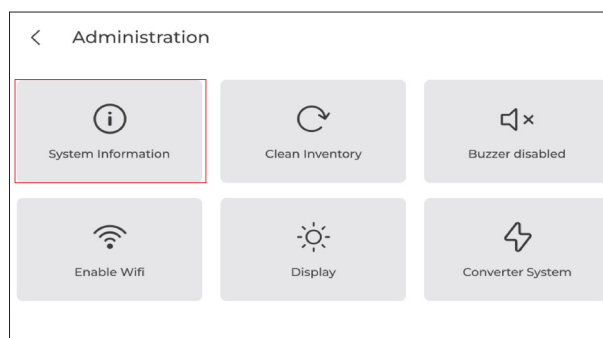 Administration
System Information
Clean Inventory
Buzzer disabled
Enable Wifi
Display
Converter System